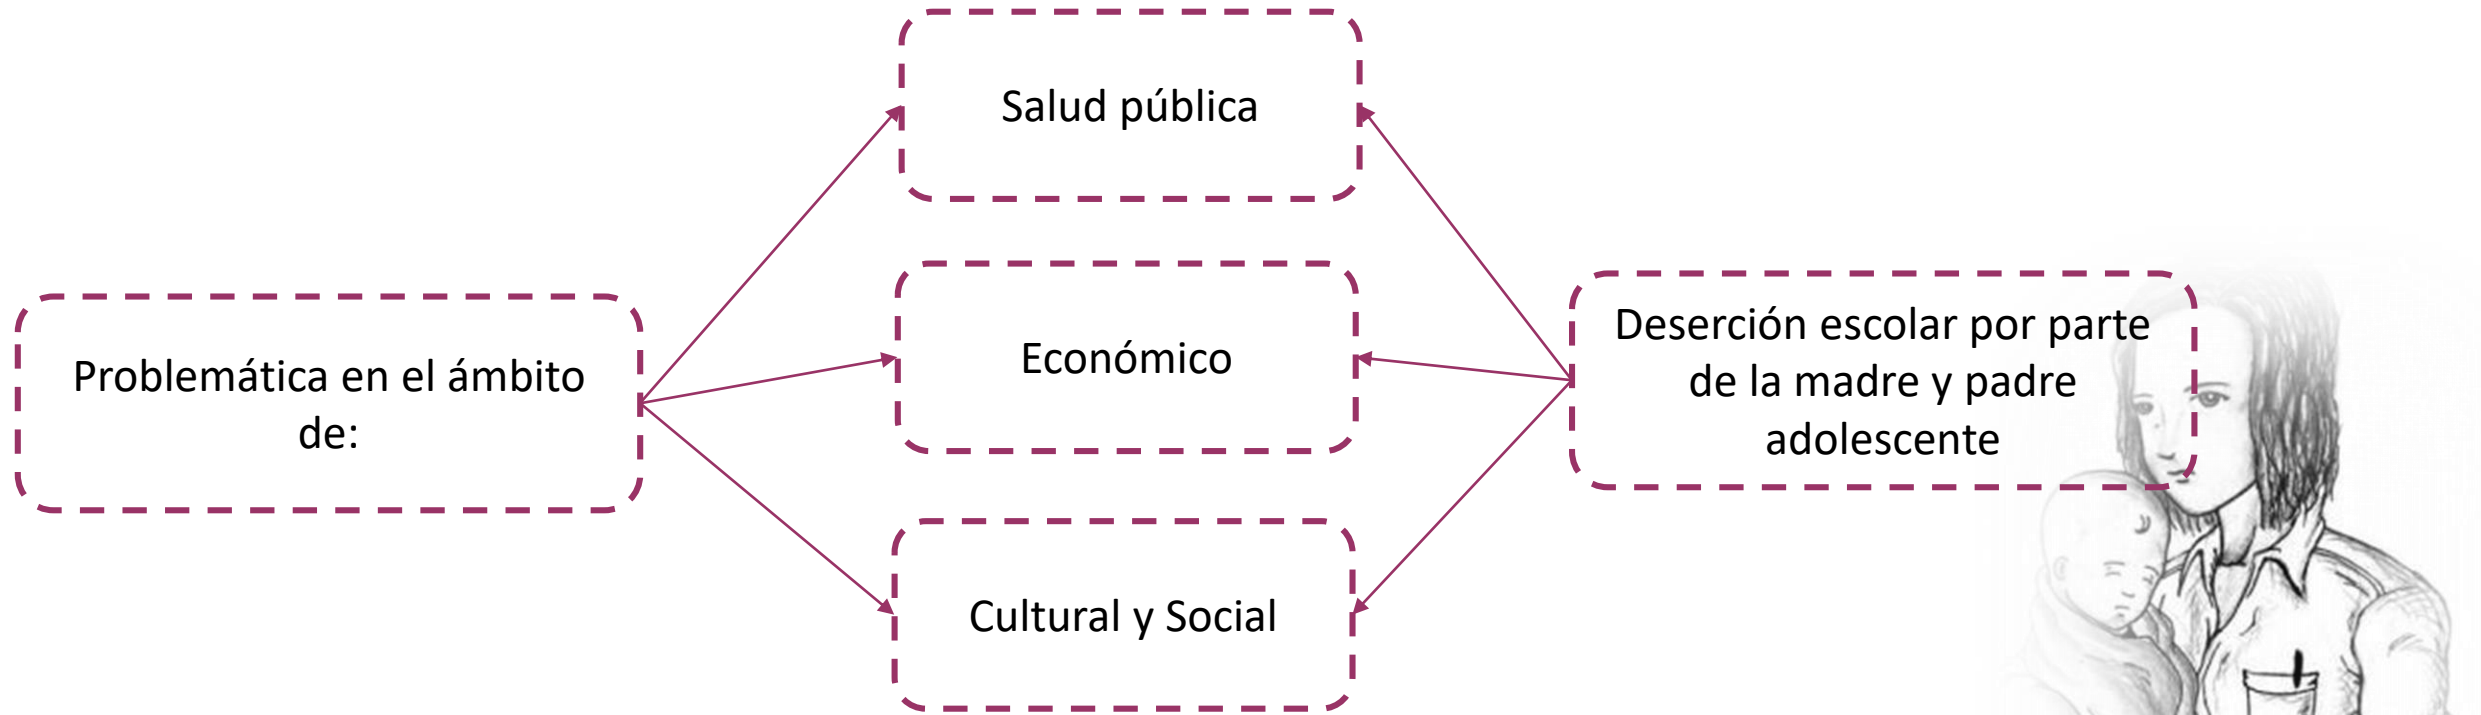 Salud pública
Problemática en el ámbito
de:
Económico
Deserción escolar por parte
de la madre y padre
adolescente
Cultural y Social